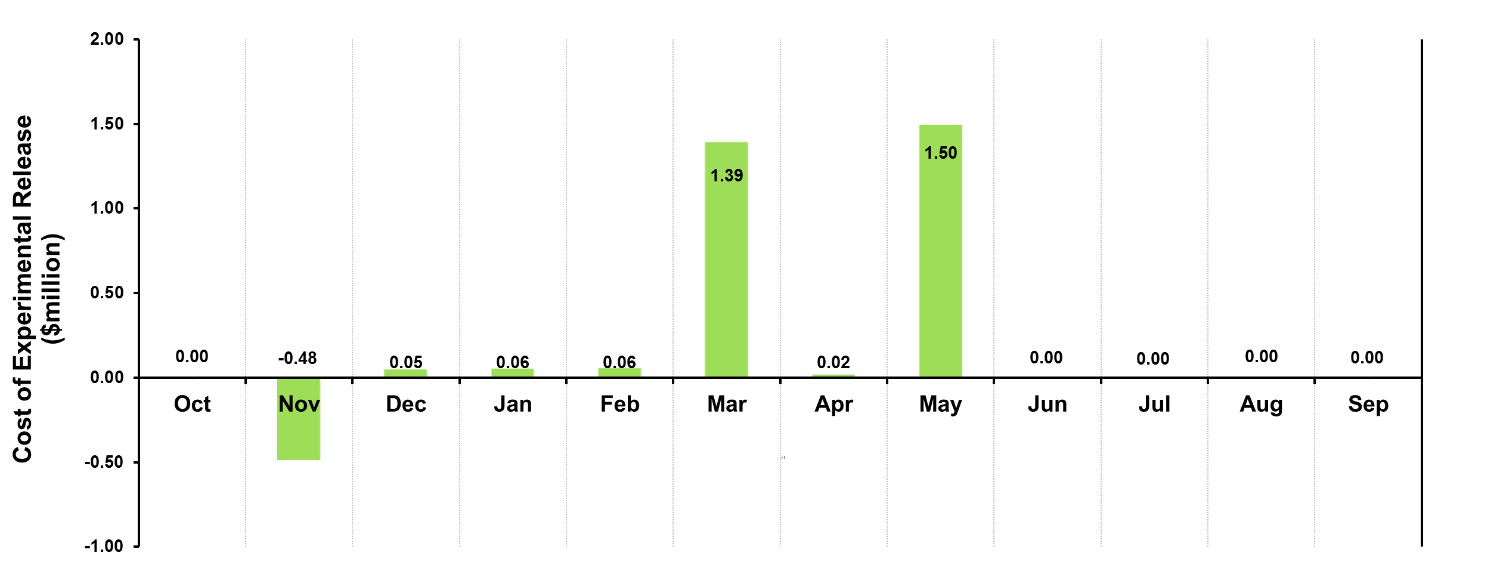 Cost of Experimental Release
($million)
2.00
1.50
1.00
0.50
0.00
-0.50
-1.00
0.00
-0.48
0.05
0.06
0.06
1.39
0.02
1.50
0.00
0.00
0.00
0.00
Oct
Nov
Dec
Jan
Feb
Mar
Apr
May
Jun
Jul
Aug
Sep